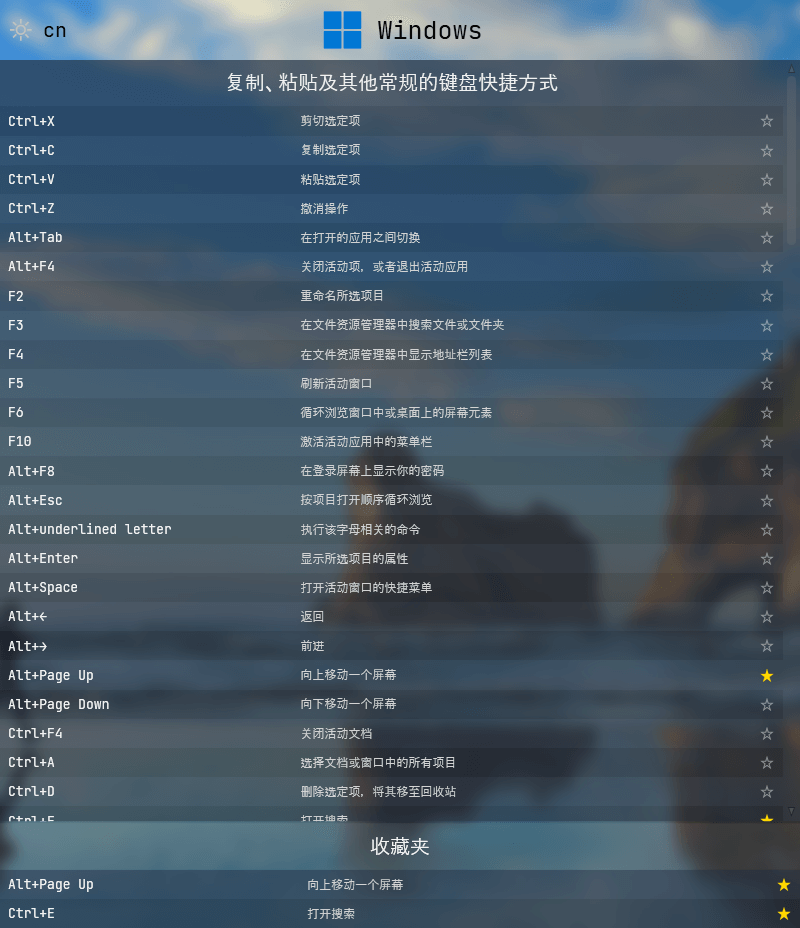 cn
Windows
复制、粘贴及其他常规的键盘快捷方式
Ctrl+X 剪切选定项
Ctrl+C 复制选定项
Ctrl+V 粘贴选定项
Ctrl+Z 撤消操作
Alt+Tab 在打开的应用之间切换
Alt+F4 关闭活动项, 或者退出活动应用
F2 重命名所选项目
F3 在文件资源管理器中搜索文件或文件夹
F4 在文件资源管理器中显示地址栏列表
F5 刷新活动窗口
F6 循环浏览窗口中或桌面上的屏幕元素
F10 激活活动应用中的菜单栏
Alt+F8 在登录屏幕上显示你的密码
Alt+Esc 按项目打开顺序循环浏览
Alt+underlined letter 执行该字母相关的命令
Alt+Enter 显示所选项目的属性
Alt+Space 打开活动窗口的快捷菜单
Alt+← 返回
Alt+→ 前进
Alt+Page Up 向上移动一个屏幕
Alt+Page Down 向下移动一个屏幕
Ctrl+F4 关闭活动文档
Ctrl+A 选择文档或窗口中的所有项目
Ctrl+D 删除选定项, 将其移至回收站
Ctrl+E 打开搜索
收藏夹
Alt+Page Up 向上移动一个屏幕
Ctrl+E 打开搜索